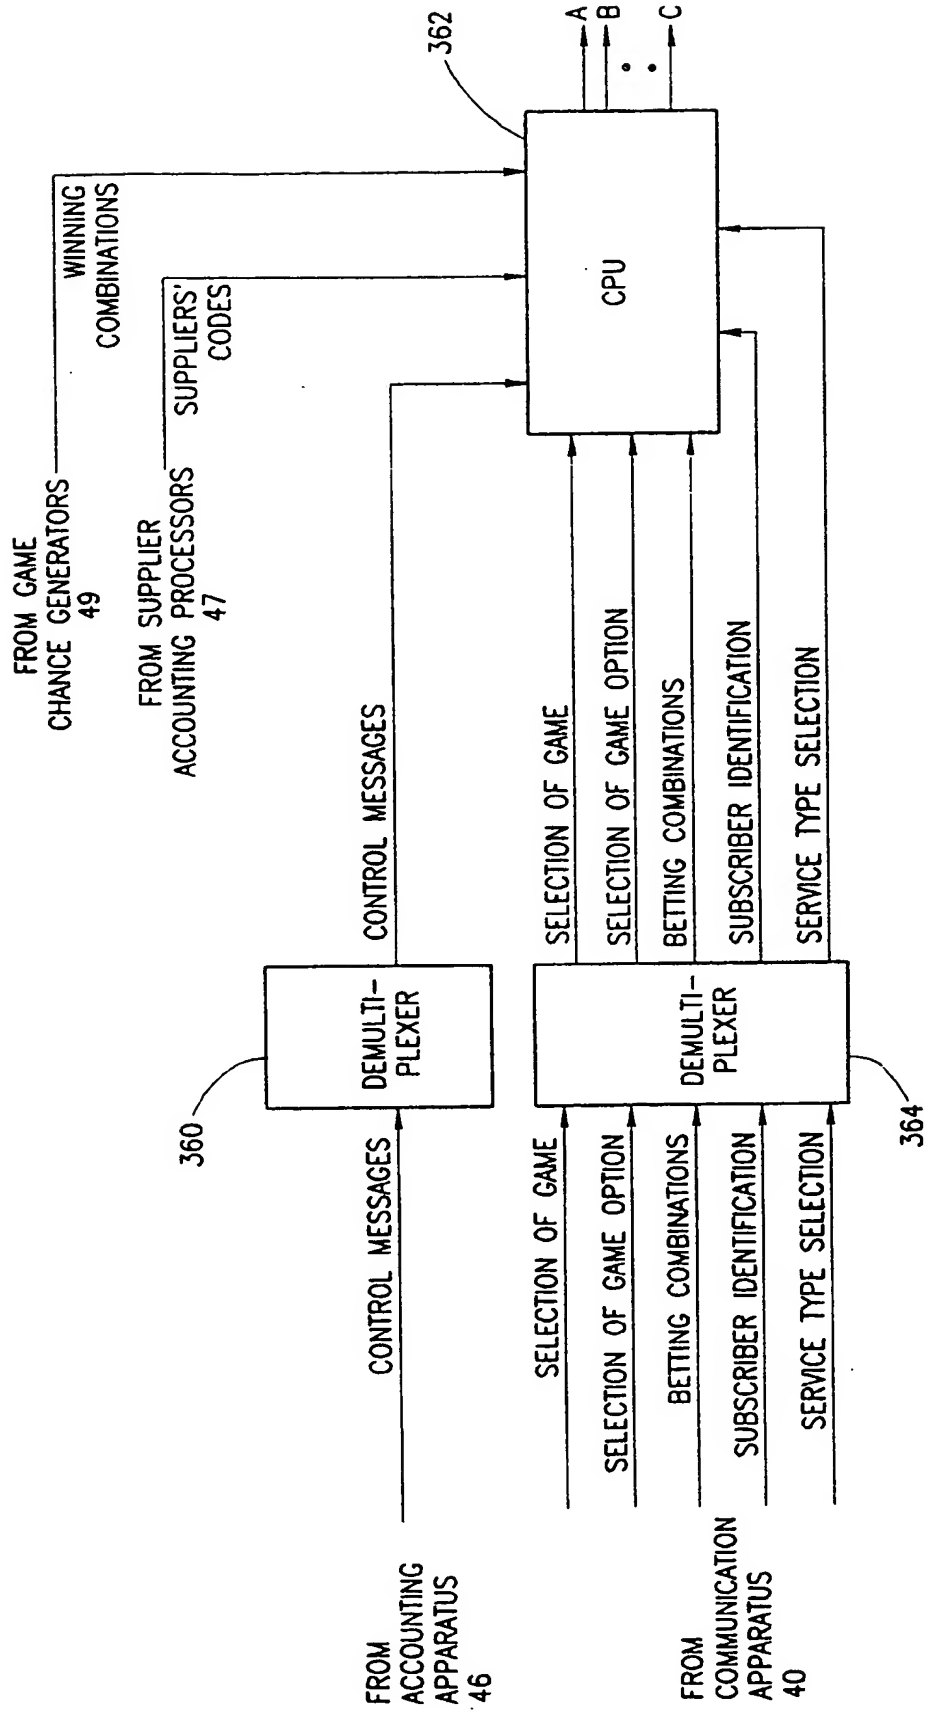 FROM GAME
CHANCE GENERATORS
49
WINNING
COMBINATIONS
FROM SUPPLIER
ACCOUNTING PROCESSORS
47
SUPPLIERS'
CODES
362
A
B
C
CPU
360
DEMULTI-
PLEXER
CONTROL MESSAGES
CONTROL MESSAGES
FROM
ACCOUNTING
APPARATUS
46
SELECTION OF GAME
SELECTION OF GAME OPTION
BETTING COMBINATIONS
SUBSCRIBER IDENTIFICATION
SERVICE TYPE SELECTION
DEMULTI-
PLEXER
364
SELECTION OF GAME
SELECTION OF GAME OPTION
BETTING COMBINATIONS
SUBSCRIBER IDENTIFICATION
SERVICE TYPE SELECTION
FROM
COMMUNICATION
APPARATUS
40